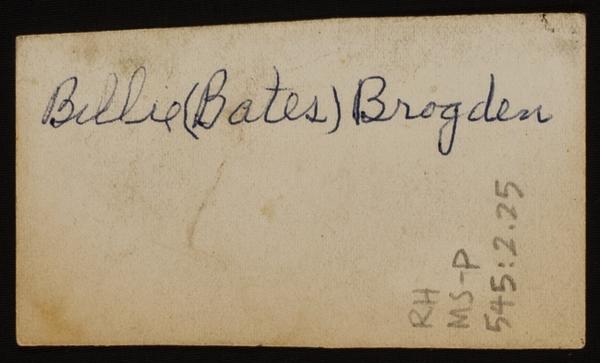 Billie (Bates) Brogden
RH
MS-P
545:2.25